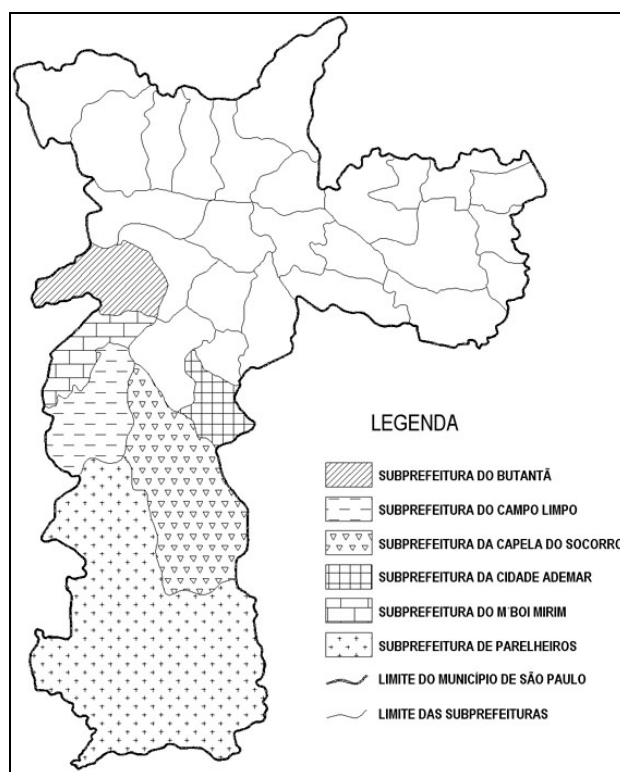 LEGENDA
SUBPREFEITURA DO BUTANTÃ
SUBPREFEITURA DO CAMPO LIMPO
SUBPREFEITURA DA CAPELA DO SOCORRO
SUBPREFEITURA DA CIDADE ADEMAR
SUBPREFEITURA DO M'BOI MIRIM
SUBPREFEITURA DE PARELHEIROS
LIMITE DO MUNICÍPIO DE SÃO PAULO
LIMITE DAS SUBPREFEITURAS